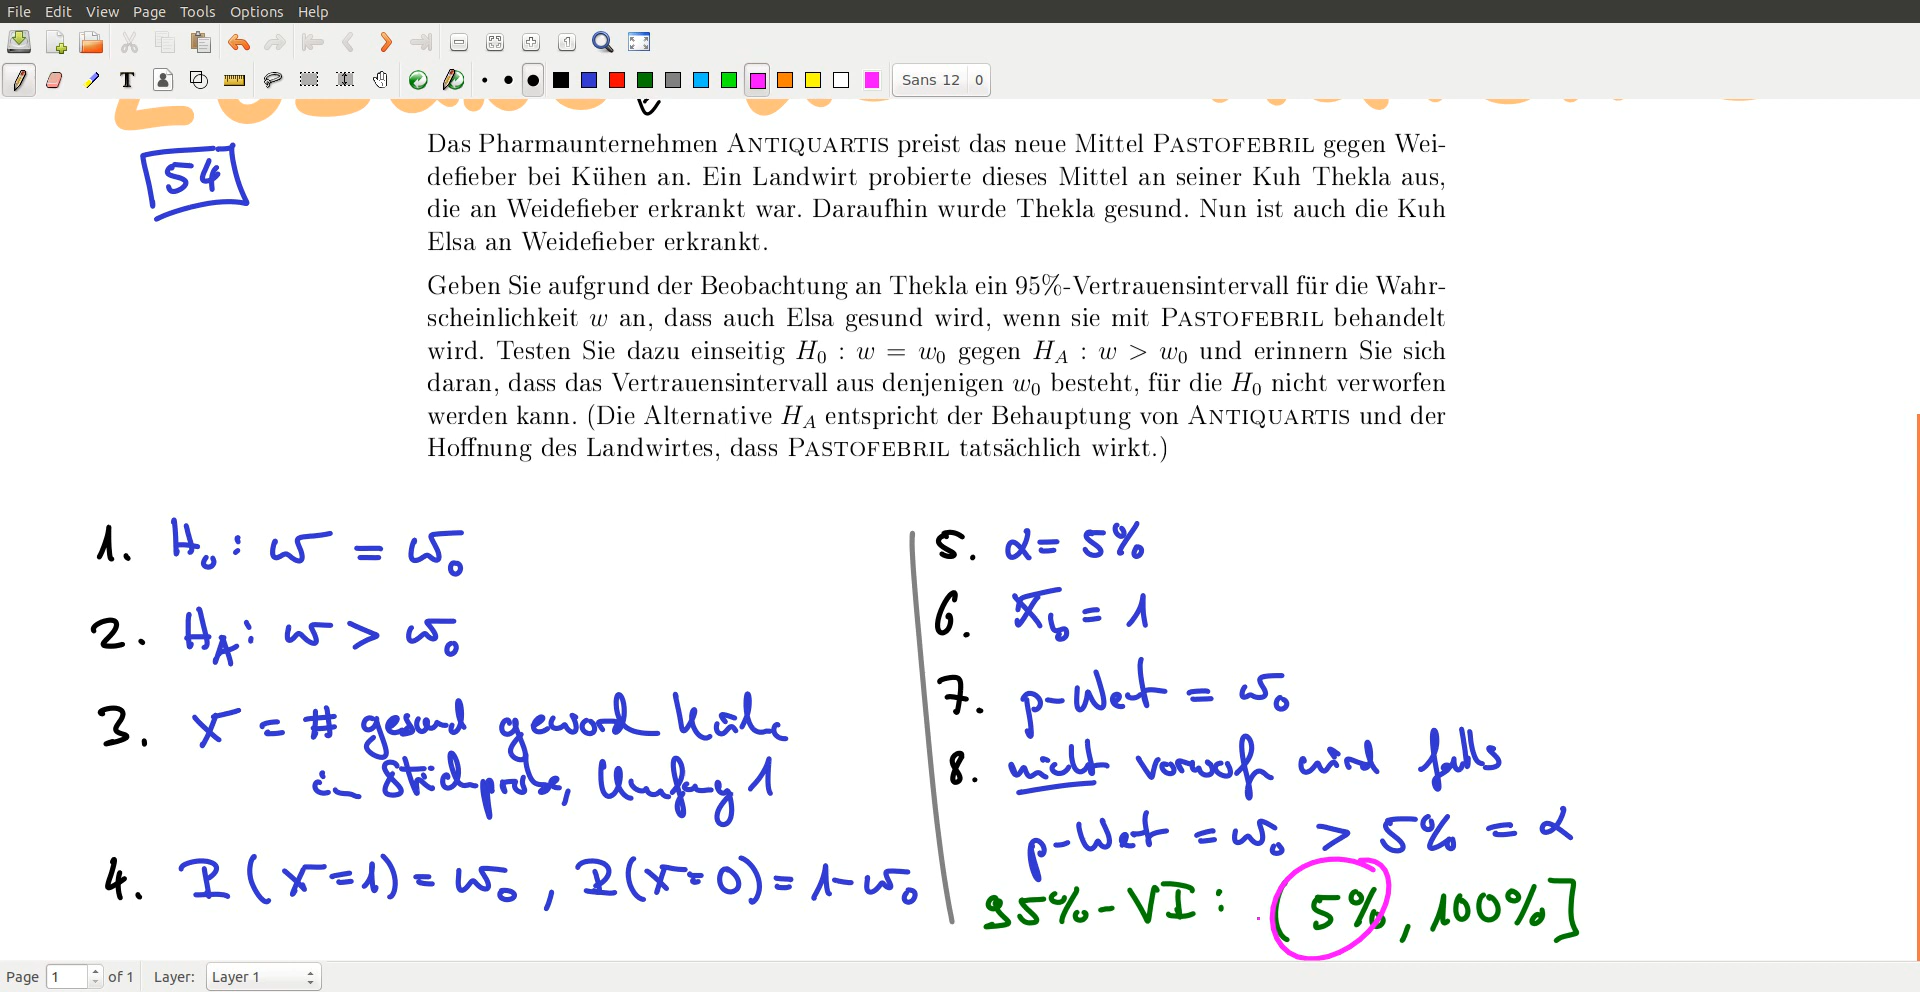 File Edit View Page Tools Options Help
Sans 12 0
54
Das Pharmaunternehmen ANTIQUARTIS preist das neue Mittel PASTOFEBRIL gegen Wei-
defieber bei Kühen an. Ein Landwirt probierte dieses Mittel an seiner Kuh Thekla aus,
die an Weidefieber erkrankt war. Daraufhin wurde Thekla gesund. Nun ist auch die Kuh
Elsa an Weidefieber erkrankt.
Geben Sie aufgrund der Beobachtung an Thekla ein 95%-Vertrauensintervall für die Wahr-
scheinlichkeit w an, dass auch Elsa gesund wird, wenn sie mit PASTOFEBRIL behandelt
wird. Testen Sie dazu einseitig H₀ : w = w₀ gegen H_A : w > w₀ und erinnern Sie sich
daran, dass das Vertrauensintervall aus denjenigen w₀ besteht, für die H₀ nicht verworfen
werden kann. (Die Alternative H_A entspricht der Behauptung von ANTIQUARTIS und der
Hoffnung des Landwirtes, dass PASTOFEBRIL tatsächlich wirkt.)
1. H₀: w = w₀
2. H_A: w > w₀
3. X = # gesund geword Kühe
in Stichprobe, Umfang 1
4. P(X=1) = w₀, P(X=0) = 1-w₀
5. α = 5%
6. X_b = 1
7. p-Wert = w₀
8. nicht verworf wird falls
p-Wert = w₀ > 5% = α
95%-VI: (5%, 100%]
Page 1 of 1 Layer: Layer 1